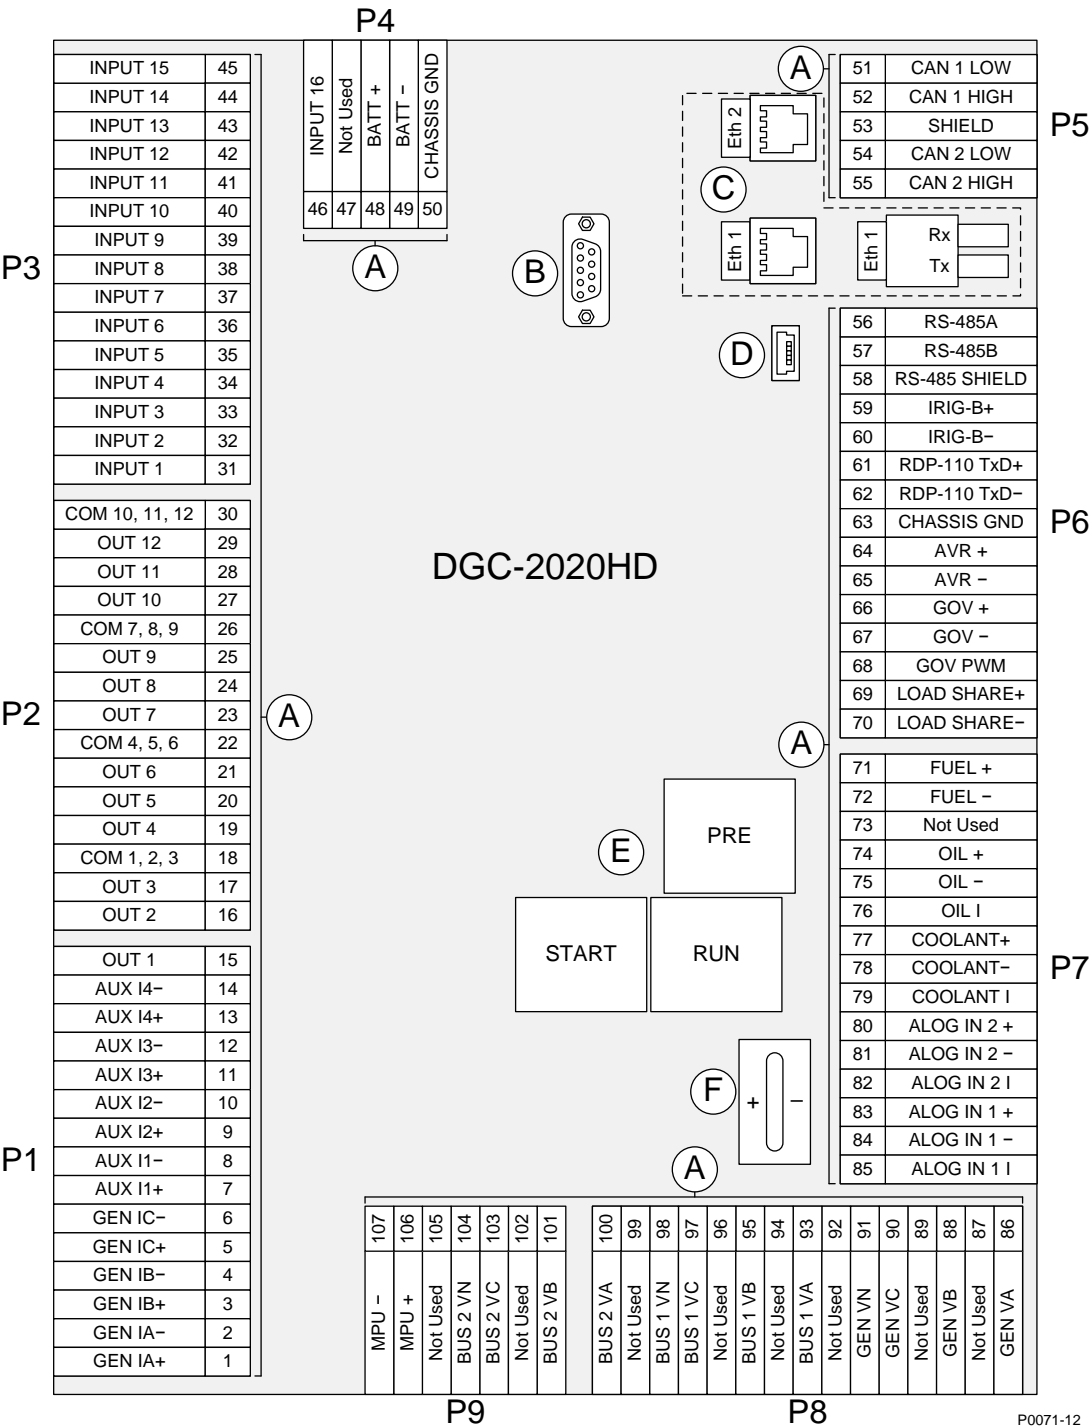 P4
INPUT 15 45
INPUT 14 44
INPUT 13 43
INPUT 12 42
INPUT 11 41
INPUT 10 40
INPUT 9 39
INPUT 8 38
INPUT 7 37
INPUT 6 36
INPUT 5 35
INPUT 4 34
INPUT 3 33
INPUT 2 32
INPUT 1 31
P3
COM 10, 11, 12 30
OUT 12 29
OUT 11 28
OUT 10 27
COM 7, 8, 9 26
OUT 9 25
OUT 8 24
OUT 7 23
COM 4, 5, 6 22
OUT 6 21
OUT 5 20
OUT 4 19
COM 1, 2, 3 18
OUT 3 17
OUT 2 16
P2
A
OUT 1 15
AUX I4− 14
AUX I4+ 13
AUX I3− 12
AUX I3+ 11
AUX I2− 10
AUX I2+ 9
AUX I1− 8
AUX I1+ 7
GEN IC− 6
GEN IC+ 5
GEN IB− 4
GEN IB+ 3
GEN IA− 2
GEN IA+ 1
P1
INPUT 16 46
Not Used 47
BATT + 48
BATT − 49
CHASSIS GND 50
A
B
C
Eth 2
Eth 1
Eth 1
Rx
Tx
D
DGC-2020HD
E
PRE
START
RUN
F
+ −
A
51 CAN 1 LOW
52 CAN 1 HIGH
53 SHIELD
54 CAN 2 LOW
55 CAN 2 HIGH
P5
56 RS-485A
57 RS-485B
58 RS-485 SHIELD
59 IRIG-B+
60 IRIG-B−
61 RDP-110 TxD+
62 RDP-110 TxD−
63 CHASSIS GND
64 AVR +
65 AVR −
66 GOV +
67 GOV −
68 GOV PWM
69 LOAD SHARE+
70 LOAD SHARE−
P6
A
71 FUEL +
72 FUEL −
73 Not Used
74 OIL +
75 OIL −
76 OIL I
77 COOLANT+
78 COOLANT−
79 COOLANT I
80 ALOG IN 2 +
81 ALOG IN 2 −
82 ALOG IN 2 I
83 ALOG IN 1 +
84 ALOG IN 1 −
85 ALOG IN 1 I
P7
A
107 MPU −
106 MPU +
105 Not Used
104 BUS 2 VN
103 BUS 2 VC
102 Not Used
101 BUS 2 VB
P9
100 BUS 2 VA
99 Not Used
98 BUS 1 VN
97 BUS 1 VC
96 Not Used
95 BUS 1 VB
94 Not Used
93 BUS 1 VA
92 Not Used
91 GEN VN
90 GEN VC
89 Not Used
88 GEN VB
87 Not Used
86 GEN VA
P8
P0071-12